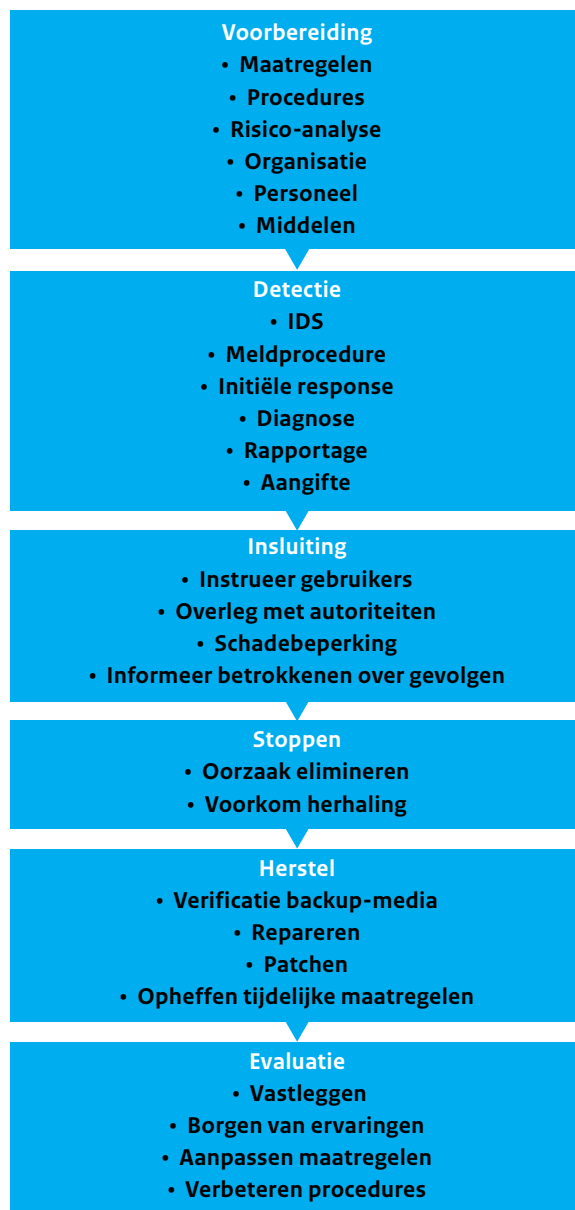 Voorbereiding
• Maatregelen
• Procedures
• Risico-analyse
• Organisatie
• Personeel
• Middelen
Detectie
• IDS
• Meldprocedure
• Initiële response
• Diagnose
• Rapportage
• Aangifte
Insluiting
• Instrueer gebruikers
• Overleg met autoriteiten
• Schadebeperking
• Informeer betrokkenen over gevolgen
Stoppen
• Oorzaak elimineren
• Voorkom herhaling
Herstel
• Verificatie backup-media
• Repareren
• Patchen
• Opheffen tijdelijke maatregelen
Evaluatie
• Vastleggen
• Borgen van ervaringen
• Aanpassen maatregelen
• Verbeteren procedures